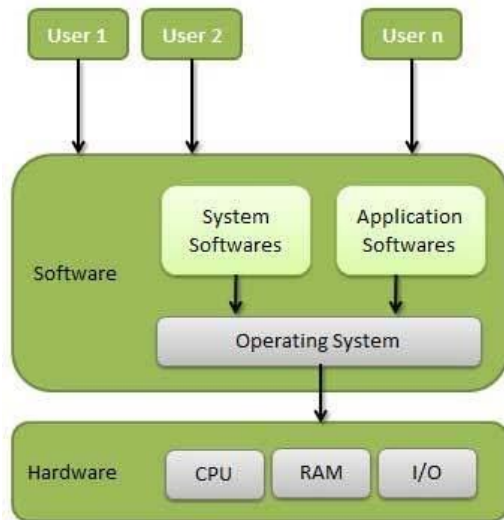 User 1
User 2
User n
System
Softwares
Application
Softwares
Software
Operating System
Hardware
CPU
RAM
I/O